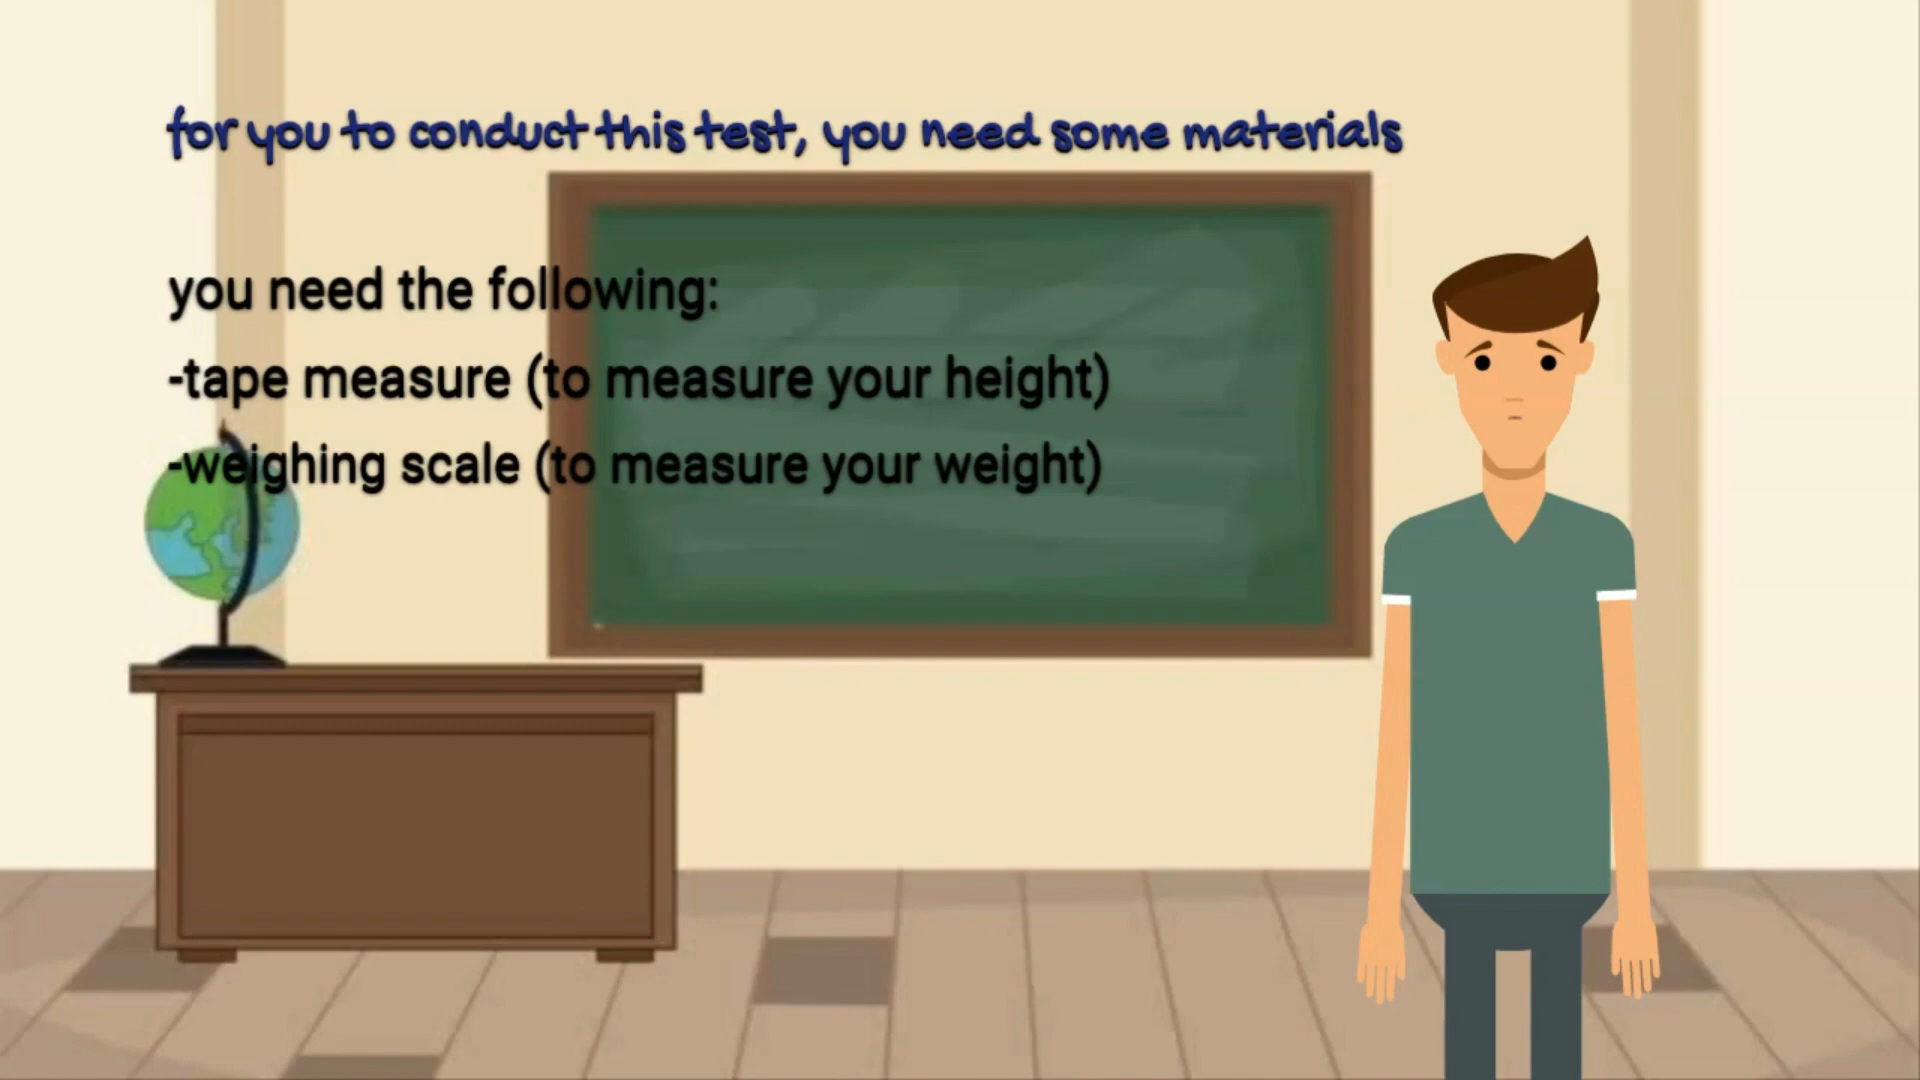 for you to conduct this test, you need some materials
you need the following:
-tape measure (to measure your height)
-weighing scale (to measure your weight)